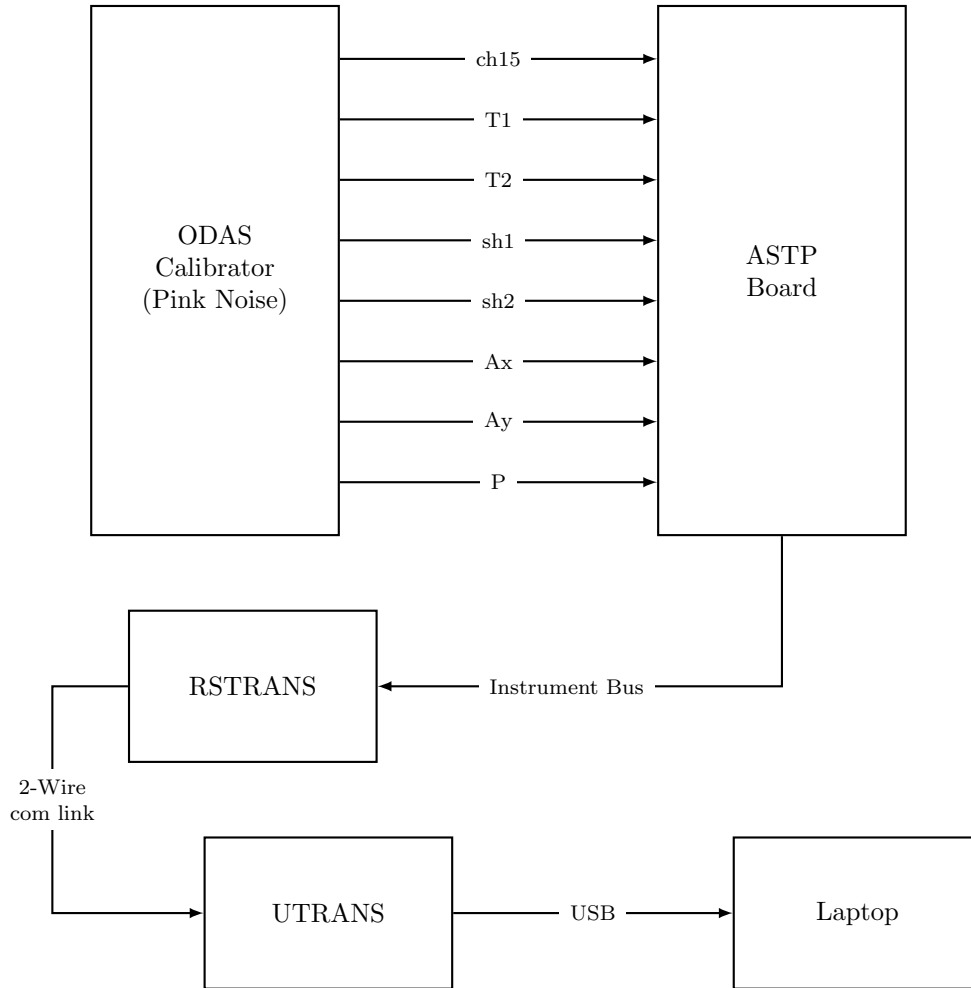 ch15
T1
T2
sh1
sh2
Ax
Ay
P
ODAS
Calibrator
(Pink Noise)
ASTP
Board
RSTRANS
Instrument Bus
2-Wire
com link
UTRANS
USB
Laptop